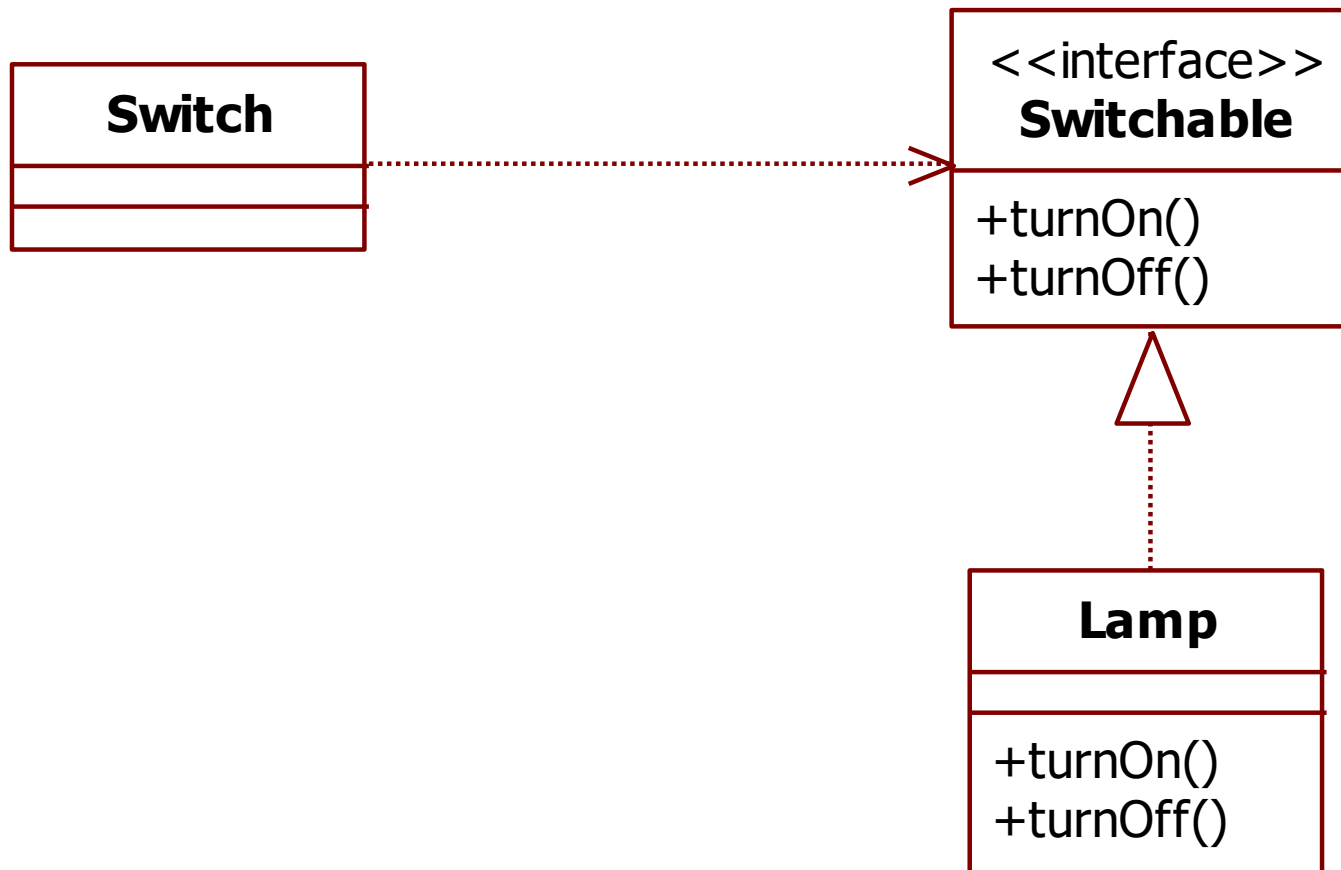 Switch
<<interface>>
Switchable
+turnOn()
+turnOff()
Lamp
+turnOn()
+turnOff()